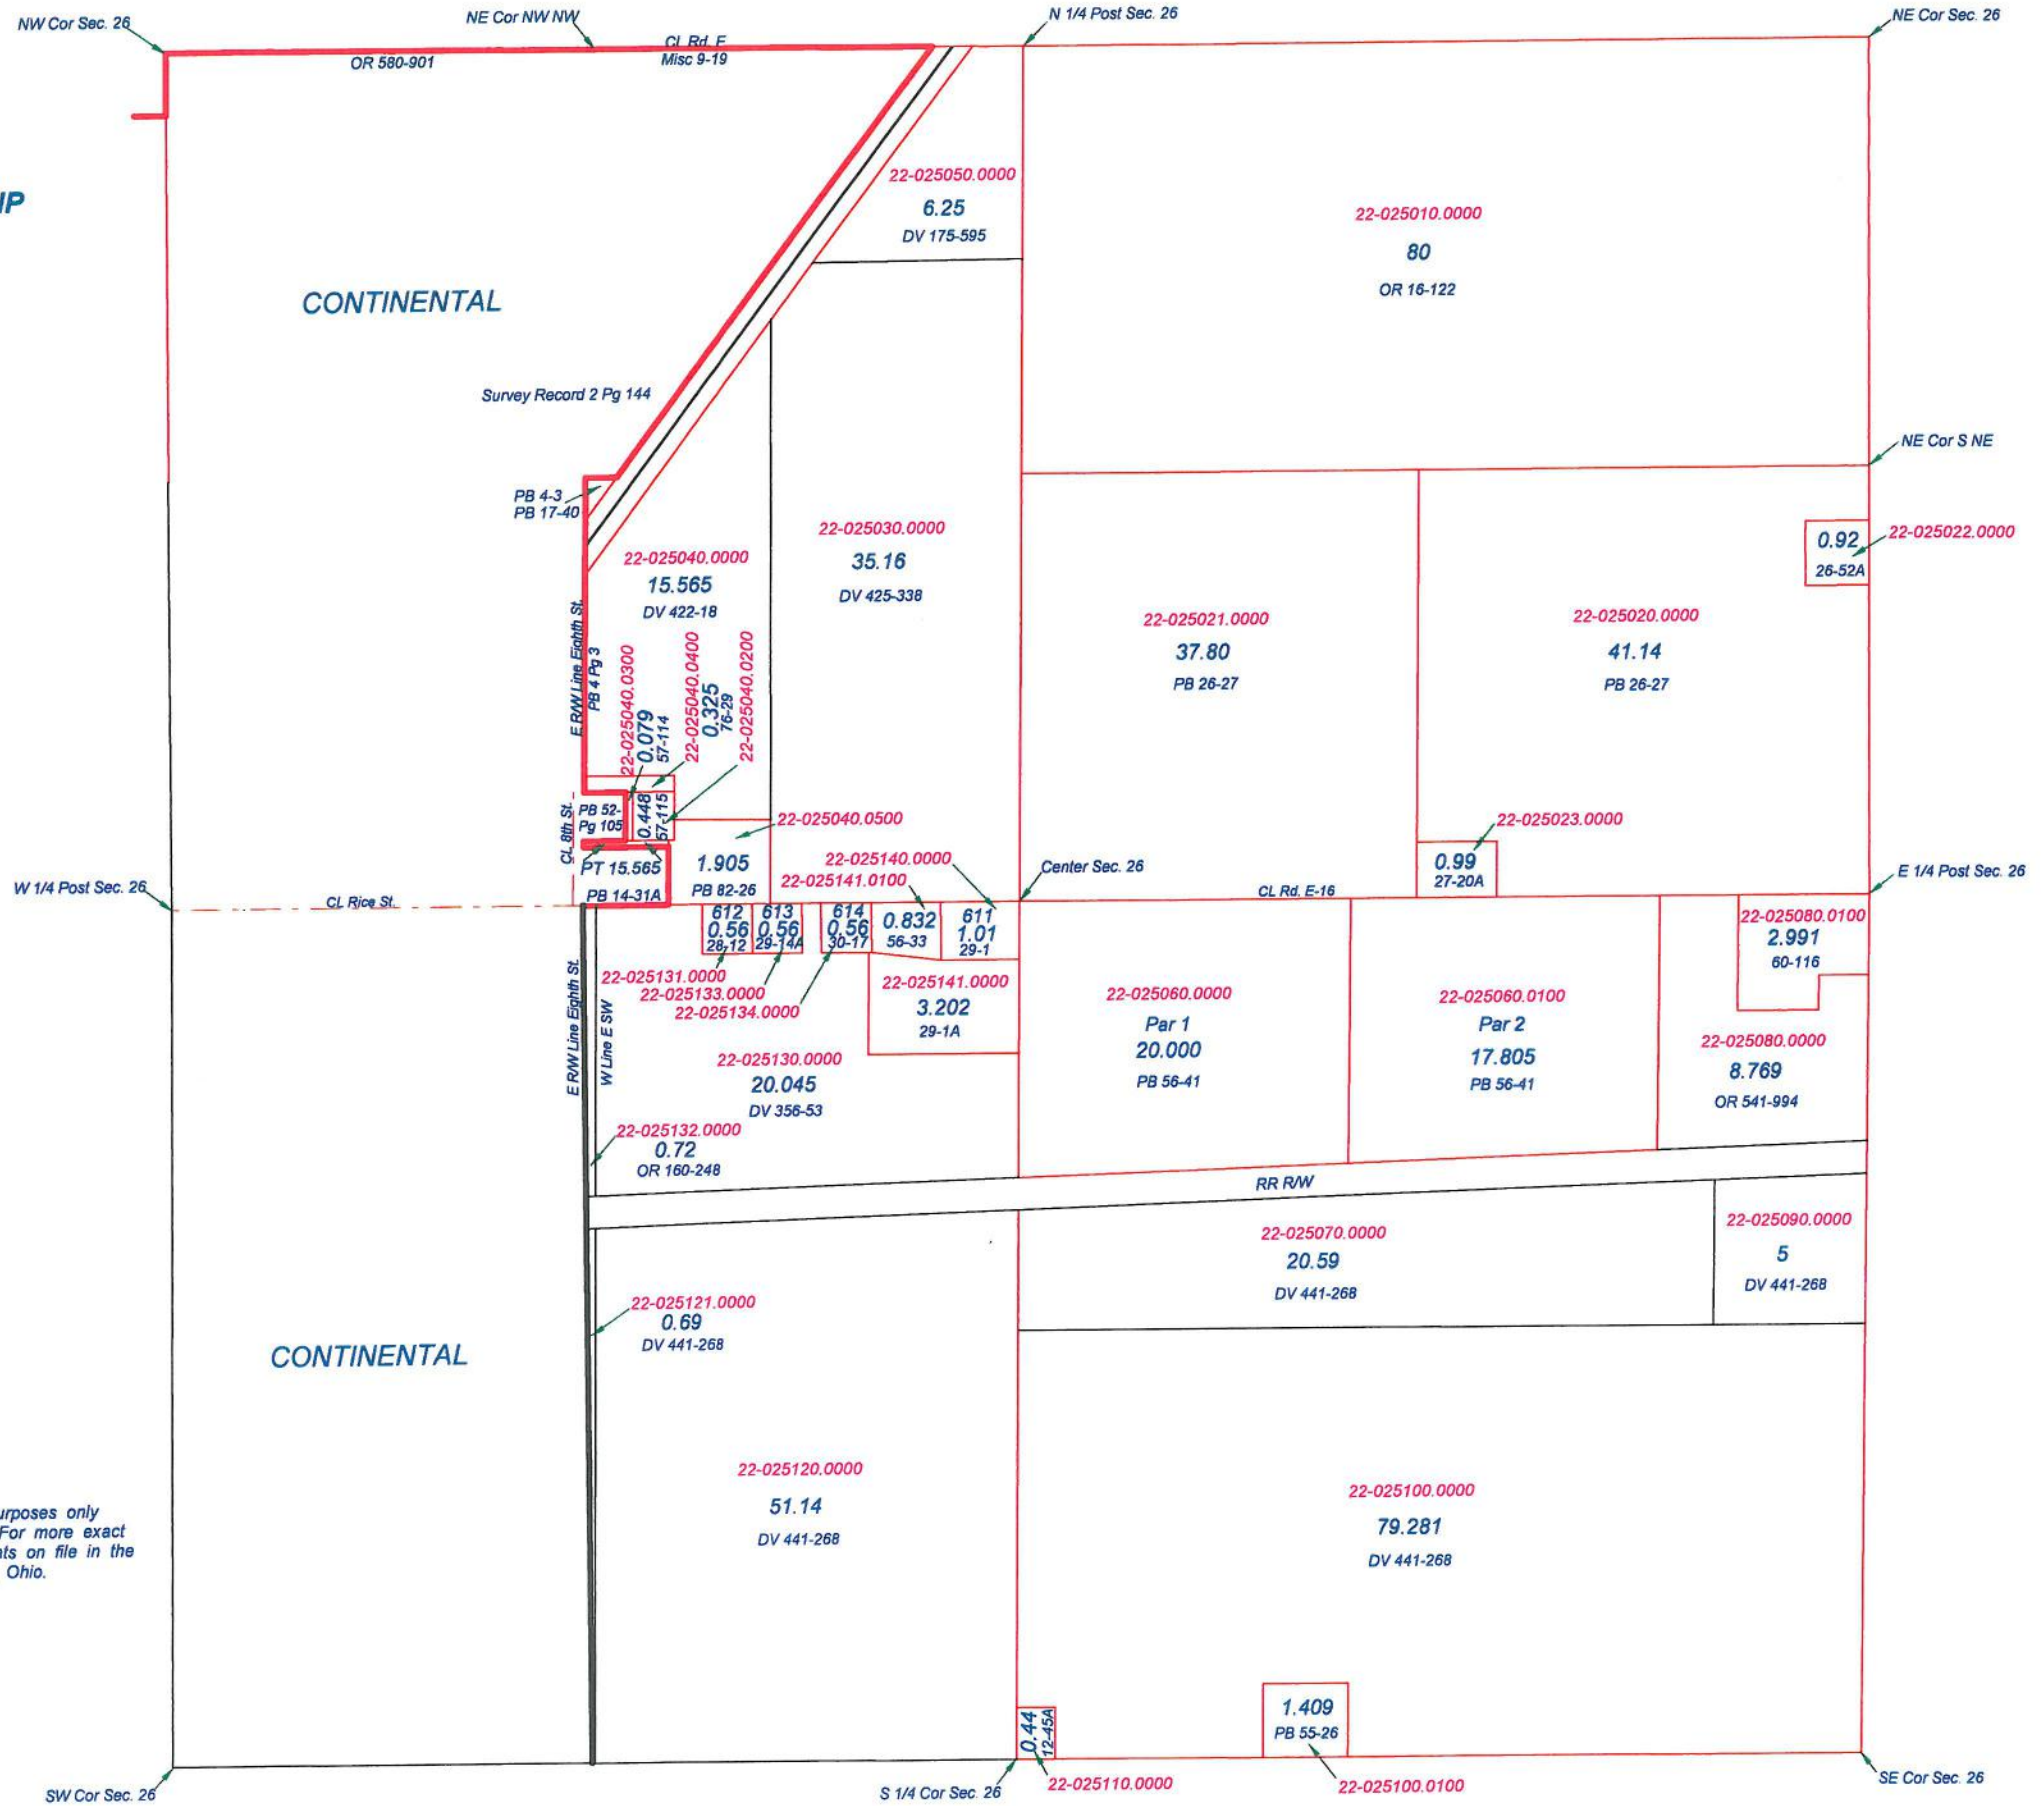 NW Cor Sec. 26
NE Cor NW NW
N 1/4 Post Sec. 26
NE Cor Sec. 26
CL Rd. F
OR 580-901
Misc 9-19
IP
CONTINENTAL
Survey Record 2 Pg 144
22-025050.0000
6.25
DV 175-595
22-025010.0000
80
OR 16-122
NE Cor S NE
PB 4-3
PB 17-40
22-025040.0000
15.565
DV 422-18
22-025030.0000
35.16
DV 425-338
22-025021.0000
37.80
PB 26-27
22-025020.0000
41.14
PB 26-27
0.92
26-52A
22-025022.0000
E R/W Line Eighth St.
PB 4 Pg 3
22-025040.0300
0.079
57-114
22-025040.0400
0.325
76-29
22-025040.0200
CL 8th St.
PB 52-
Pg 105
0.448
57-115
22-025040.0500
1.905
PB 82-26
PT 15.565
PB 14-31A
22-025140.0000
22-025141.0100
22-025023.0000
0.99
27-20A
W 1/4 Post Sec. 26
CL Rice St.
Center Sec. 26
CL Rd. E-16
E 1/4 Post Sec. 26
612
0.56
28-12
613
0.56
29-14A
614
0.56
30-17
0.832
56-33
611
1.01
29-1
22-025131.0000
22-025133.0000
22-025134.0000
22-025141.0000
3.202
29-1A
E R/W Line Eighth St.
W Line E SW
22-025130.0000
20.045
DV 356-53
22-025132.0000
0.72
OR 160-248
22-025060.0000
Par 1
20.000
PB 56-41
22-025060.0100
Par 2
17.805
PB 56-41
22-025080.0100
2.991
60-116
22-025080.0000
8.769
OR 541-994
RR R/W
22-025070.0000
20.59
DV 441-268
22-025090.0000
5
DV 441-268
22-025121.0000
0.69
DV 441-268
CONTINENTAL
22-025120.0000
51.14
DV 441-268
22-025100.0000
79.281
DV 441-268
urposes only
For more exact
nts on file in the
Ohio.
0.44
12-45A
1.409
PB 55-26
22-025110.0000
22-025100.0100
SW Cor Sec. 26
S 1/4 Cor Sec. 26
SE Cor Sec. 26